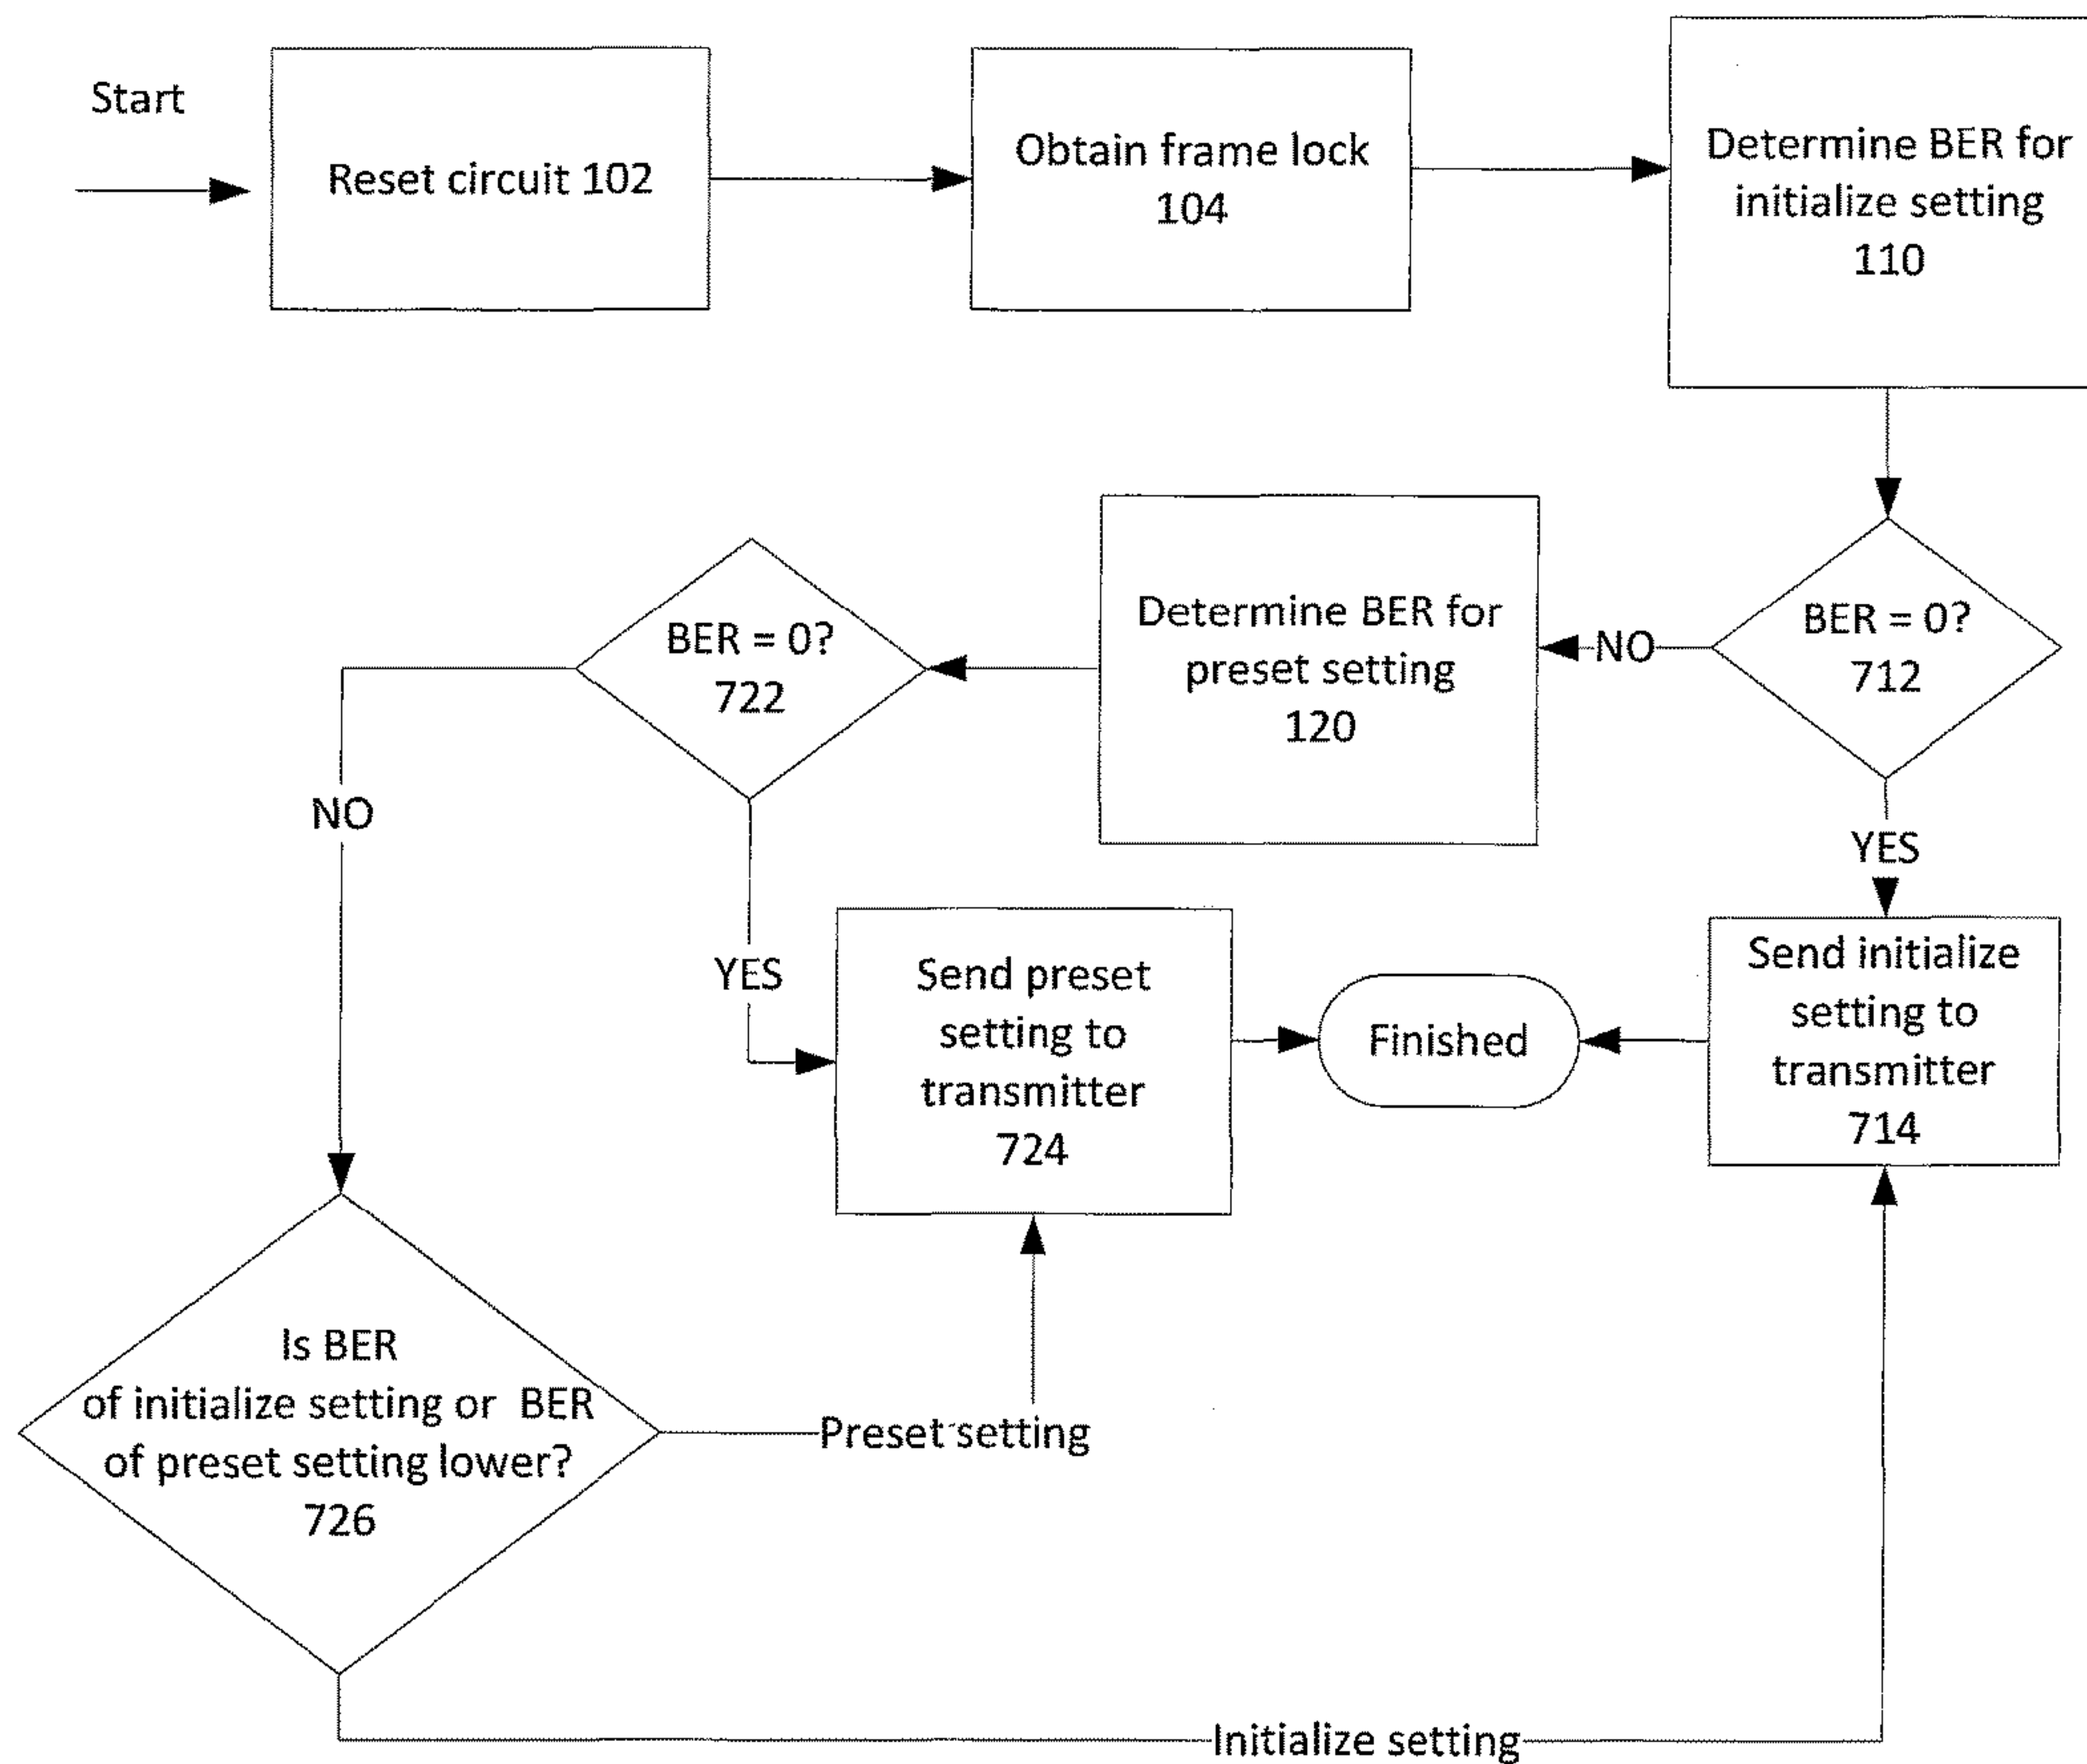 Start
Reset circuit 102
Obtain frame lock
104
Determine BER for
initialize setting
110
BER = 0?
712
NO
Determine BER for
preset setting
120
BER = 0?
722
NO
YES
YES
Send preset
setting to
transmitter
724
Finished
Send initialize
setting to
transmitter
714
Is BER
of initialize setting or BER
of preset setting lower?
726
Preset setting
Initialize setting